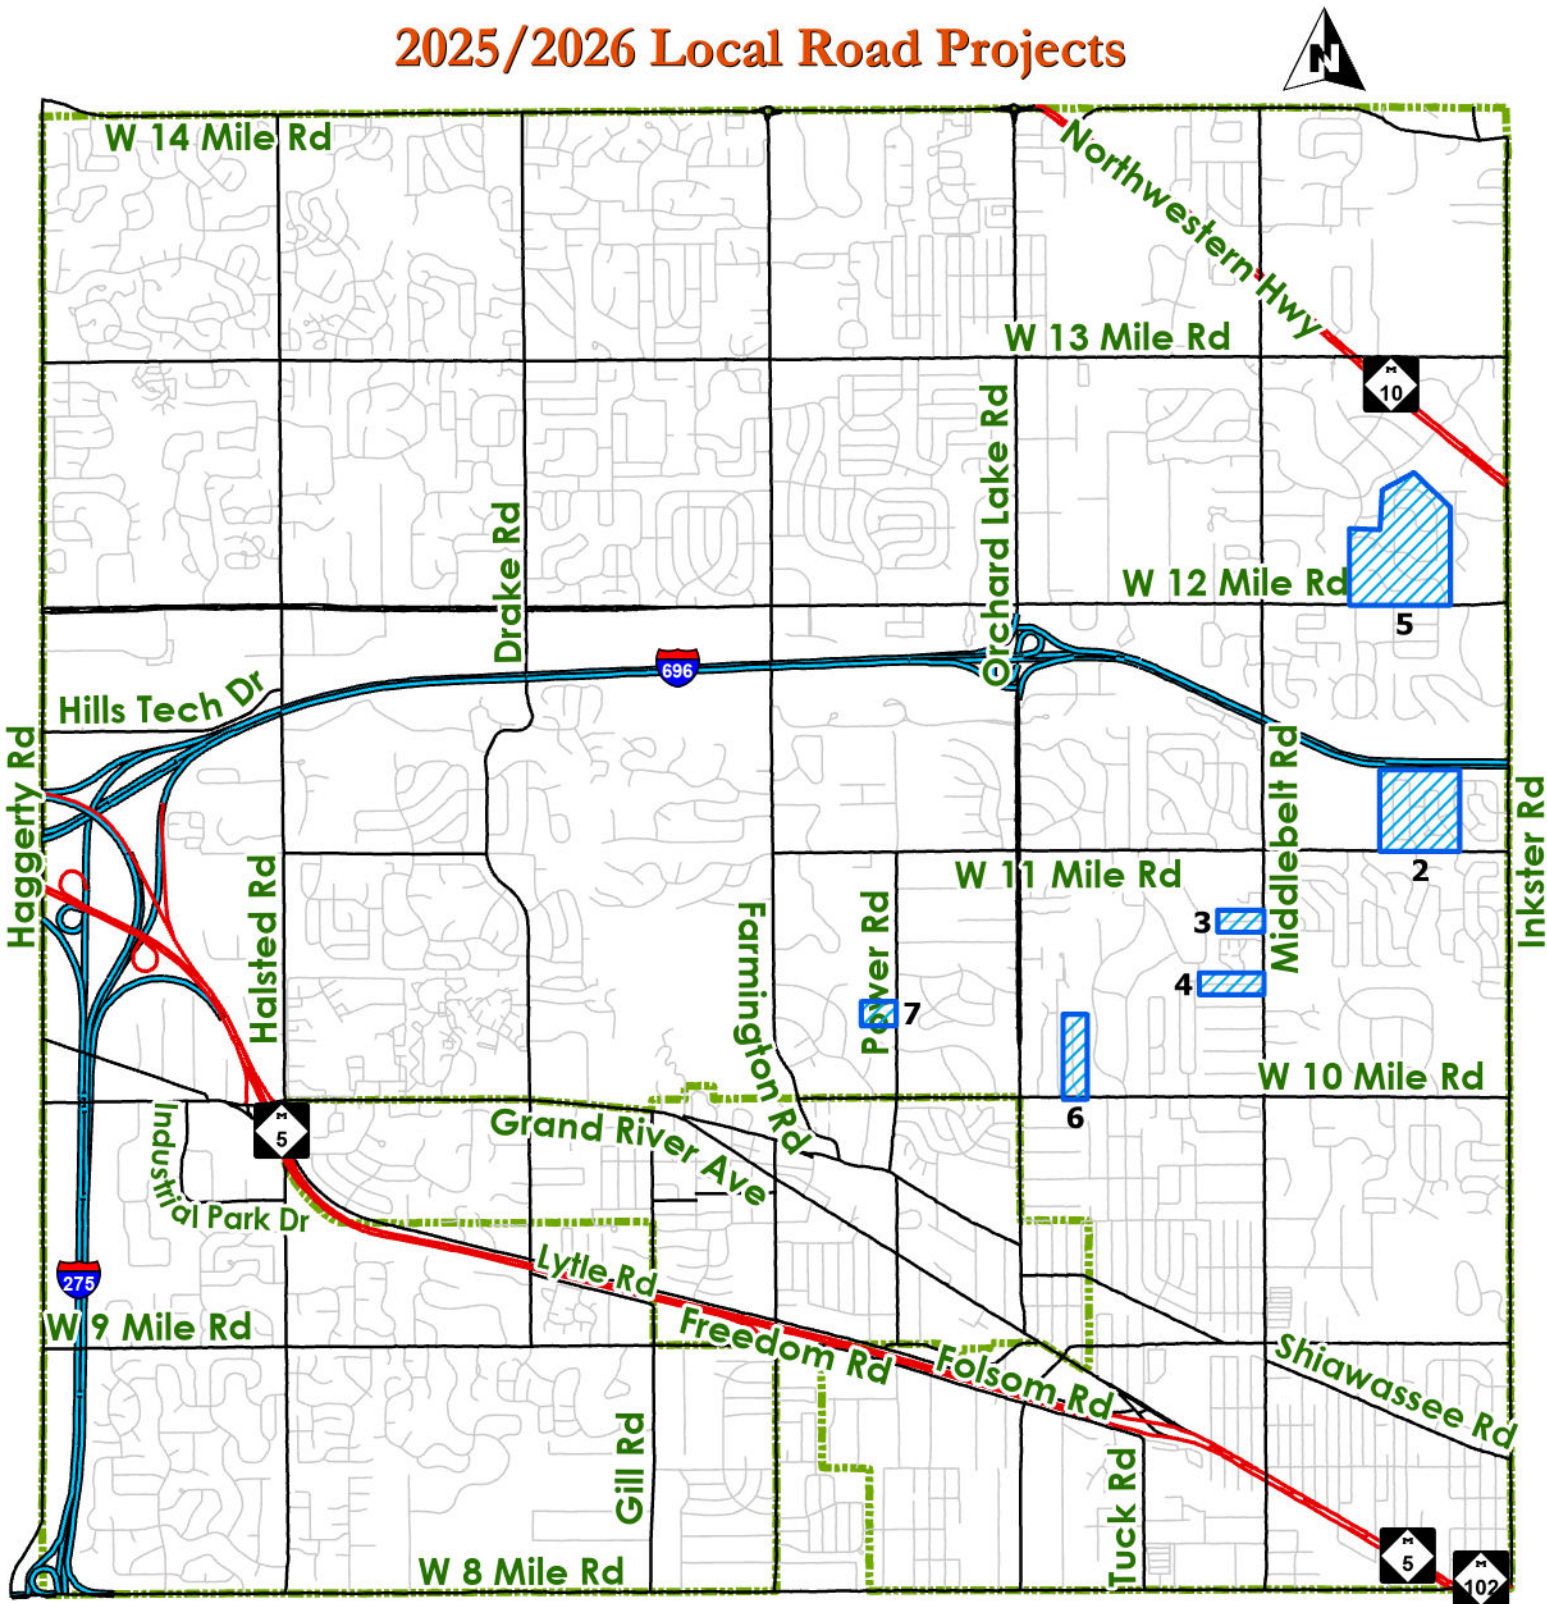 2025/2026 Local Road Projects
N
W 14 Mile Rd
Northwestern Hwy
W 13 Mile Rd
M
10
Orchard Lake Rd
Drake Rd
W 12 Mile Rd
5
696
Hills Tech Dr
Haggerty Rd
Middlebelt Rd
Inkster Rd
2
W 11 Mile Rd
Halsted Rd
Farmington Rd
Power Rd
3
4
7
W 10 Mile Rd
6
M
5
Grand River Ave
Industrial Park Dr
Lytle Rd
275
W 9 Mile Rd
Freedom Rd
Folsom Rd
Shiawassee Rd
Gill Rd
Tuck Rd
W 8 Mile Rd
M
5
M
102